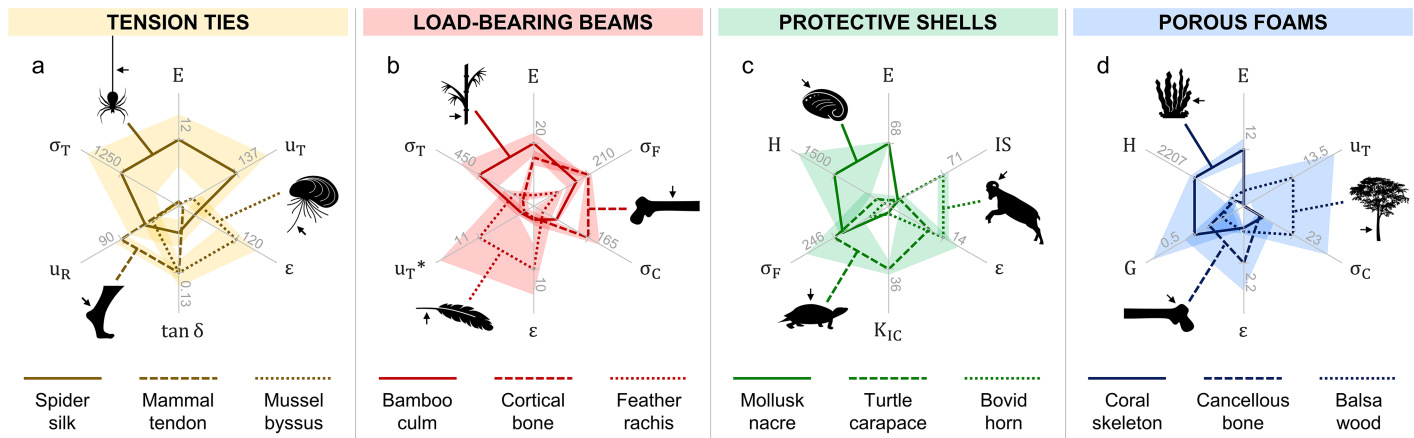 TENSION TIES
LOAD-BEARING BEAMS
PROTECTIVE SHELLS
POROUS FOAMS
a
E
12
σT
1250
uT
137
uR
90
ε
120
tan δ
0.13
b
E
20
σT
450
σF
210
uT*
11
σC
165
ε
10
c
E
68
H
1500
IS
71
σF
246
ε
14
KIC
36
d
E
12
H
2207
uT
13.5
G
0.5
σC
23
ε
2.2
Spider
silk
Mammal
tendon
Mussel
byssus
Bamboo
culm
Cortical
bone
Feather
rachis
Mollusk
nacre
Turtle
carapace
Bovid
horn
Coral
skeleton
Cancellous
bone
Balsa
wood